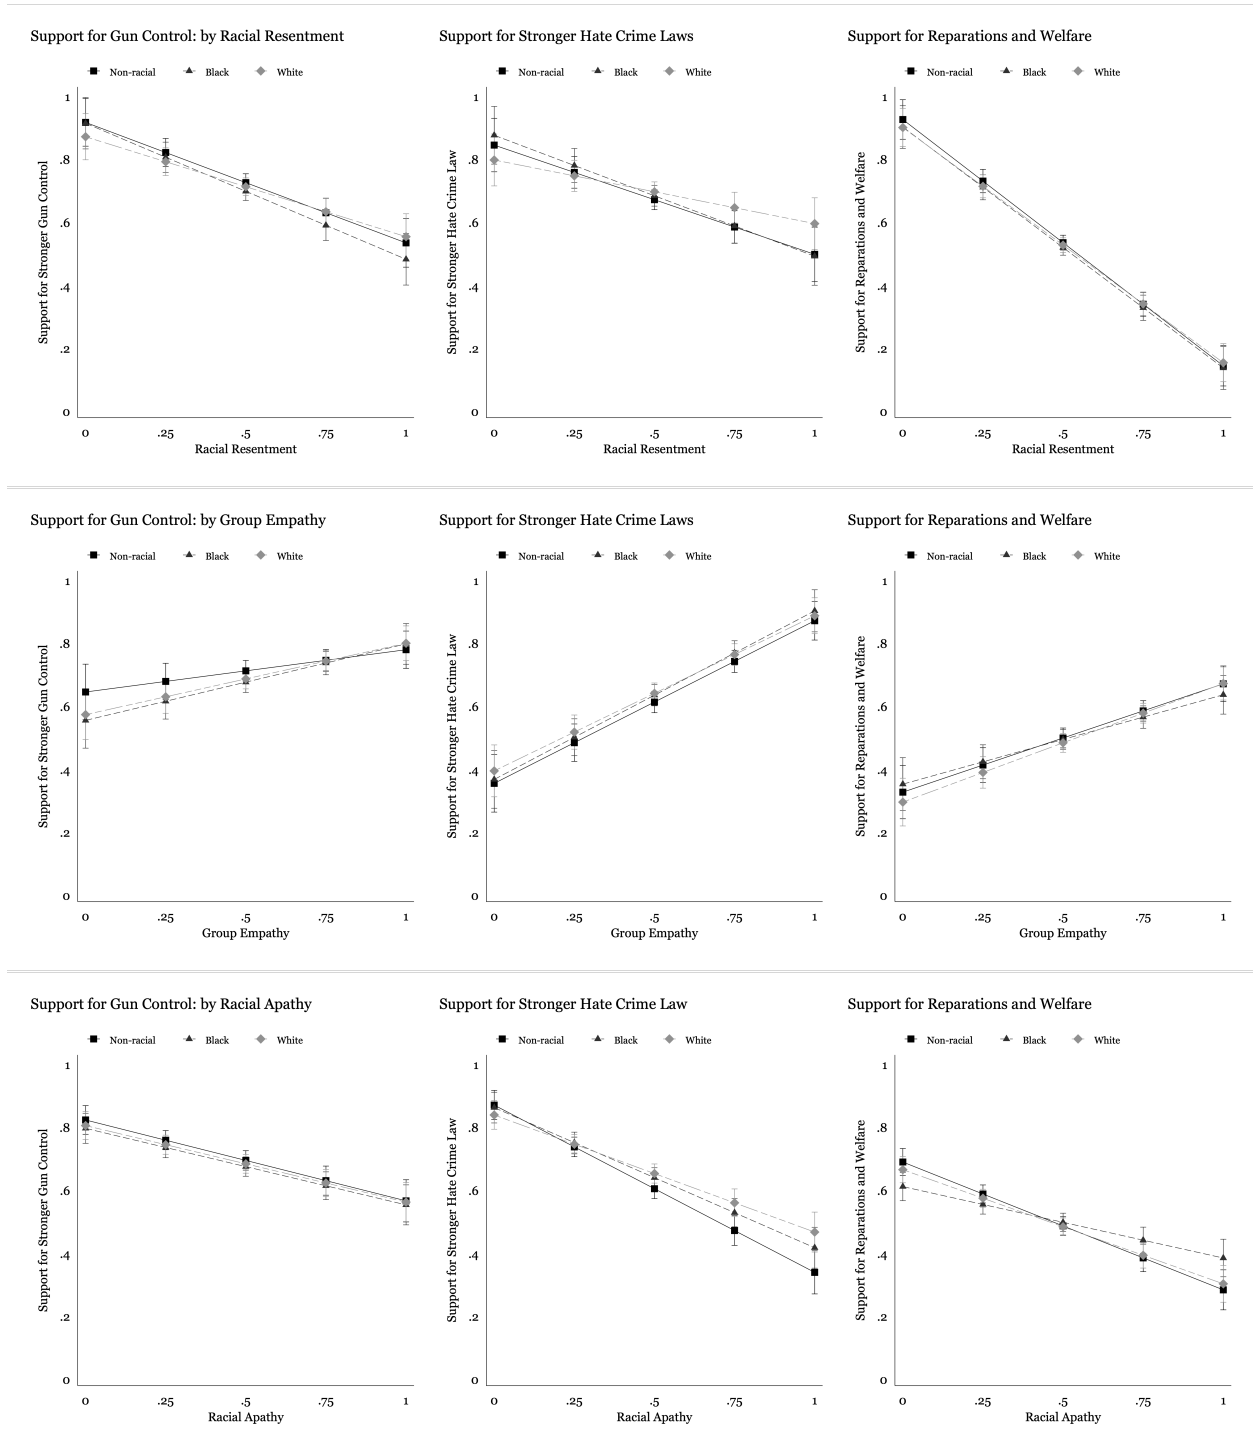 Support for Gun Control: by Racial Resentment
Non-racial Black White
Support for Stronger Gun Control
1
.8
.6
.4
.2
0
0 .25 .5 .75 1
Racial Resentment
Support for Stronger Hate Crime Laws
Non-racial Black White
Support for Stronger Hate Crime Law
1
.8
.6
.4
.2
0
0 .25 .5 .75 1
Racial Resentment
Support for Reparations and Welfare
Non-racial Black White
Support for Reparations and Welfare
1
.8
.6
.4
.2
0
0 .25 .5 .75 1
Racial Resentment
Support for Gun Control: by Group Empathy
Non-racial Black White
Support for Stronger Gun Control
1
.8
.6
.4
.2
0
0 .25 .5 .75 1
Group Empathy
Support for Stronger Hate Crime Laws
Non-racial Black White
Support for Stronger Hate Crime Law
1
.8
.6
.4
.2
0
0 .25 .5 .75 1
Group Empathy
Support for Reparations and Welfare
Non-racial Black White
Support for Reparations and Welfare
1
.8
.6
.4
.2
0
0 .25 .5 .75 1
Group Empathy
Support for Gun Control: by Racial Apathy
Non-racial Black White
Support for Stronger Gun Control
1
.8
.6
.4
.2
0
0 .25 .5 .75 1
Racial Apathy
Support for Stronger Hate Crime Law
Non-racial Black White
Support for Stronger Hate Crime Law
1
.8
.6
.4
.2
0
0 .25 .5 .75 1
Racial Apathy
Support for Reparations and Welfare
Non-racial Black White
Support for Reparations and Welfare
1
.8
.6
.4
.2
0
0 .25 .5 .75 1
Racial Apathy